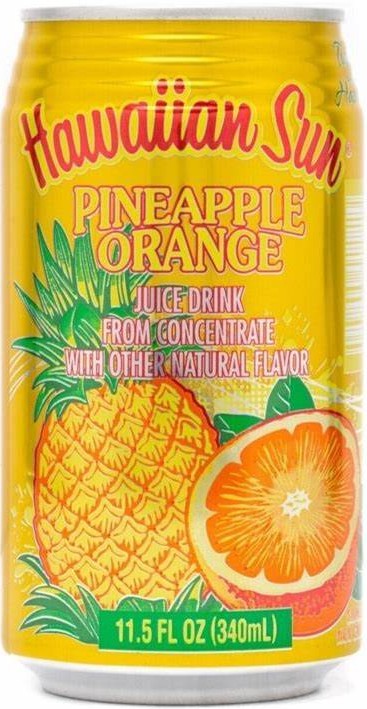 Hawaiian Sun
PINEAPPLE
ORANGE
JUICE DRINK
FROM CONCENTRATE
WITH OTHER NATURAL FLAVOR
11.5 FL OZ (340mL)